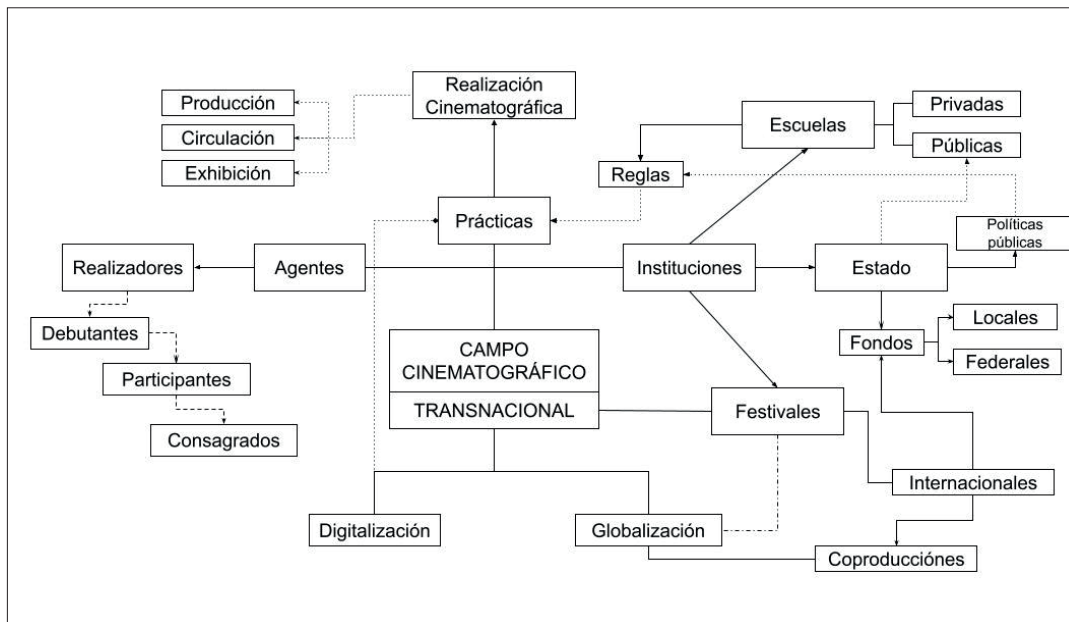 Realización
Cinematográfica
Producción
Circulación
Exhibición
Escuelas
Privadas
Públicas
Reglas
Prácticas
Políticas
públicas
Realizadores
Agentes
Instituciones
Estado
Debutantes
Participantes
Consagrados
CAMPO
CINEMATOGRÁFICO
TRANSNACIONAL
Festivales
Fondos
Locales
Federales
Internacionales
Digitalización
Globalización
Coproducciónes